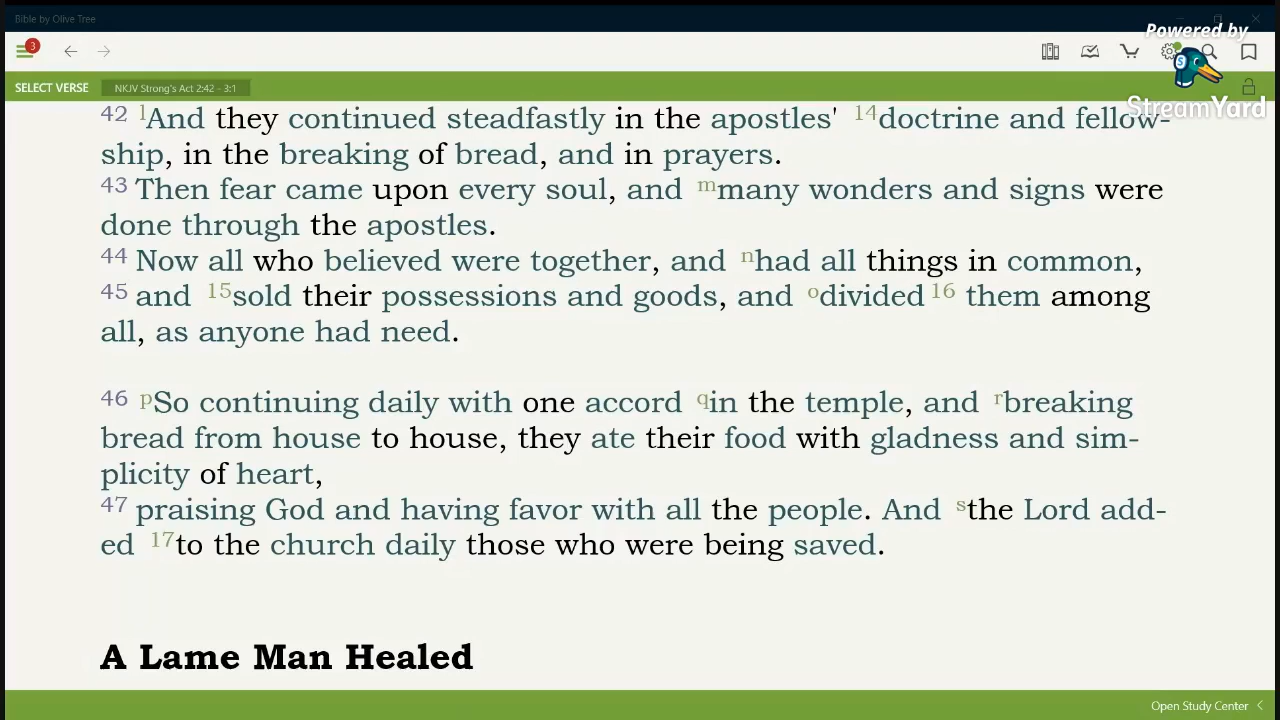 Bible by Olive Tree
Powered by
3
SELECT VERSE
NKJV Strong's Act 2:42 - 3:1
StreamYard
42 lAnd they continued steadfastly in the apostles' 14doctrine and fellow-
ship, in the breaking of bread, and in prayers.
43 Then fear came upon every soul, and mmany wonders and signs were
done through the apostles.
44 Now all who believed were together, and nhad all things in common,
45 and 15sold their possessions and goods, and odivided16 them among
all, as anyone had need.
46 pSo continuing daily with one accord qin the temple, and rbreaking
bread from house to house, they ate their food with gladness and sim-
plicity of heart,
47 praising God and having favor with all the people. And sthe Lord add-
ed 17to the church daily those who were being saved.
A Lame Man Healed
Open Study Center